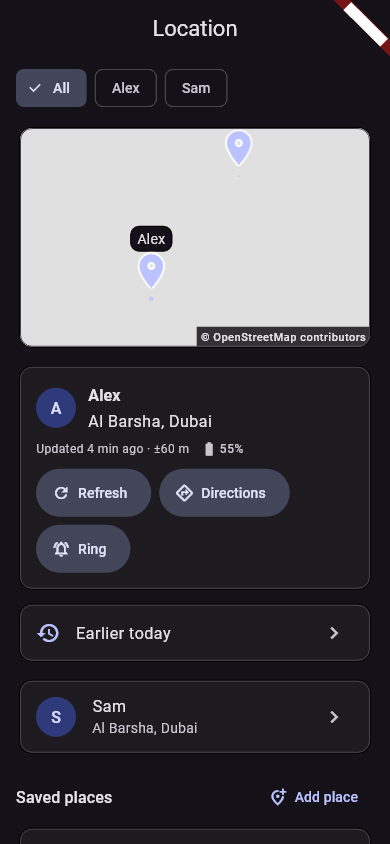 Location
All
Alex
Sam
Alex
© OpenStreetMap contributors
A
Alex
Al Barsha, Dubai
Updated 4 min ago · ±60 m
55%
Refresh
Directions
Ring
Earlier today
S
Sam
Al Barsha, Dubai
Saved places
Add place